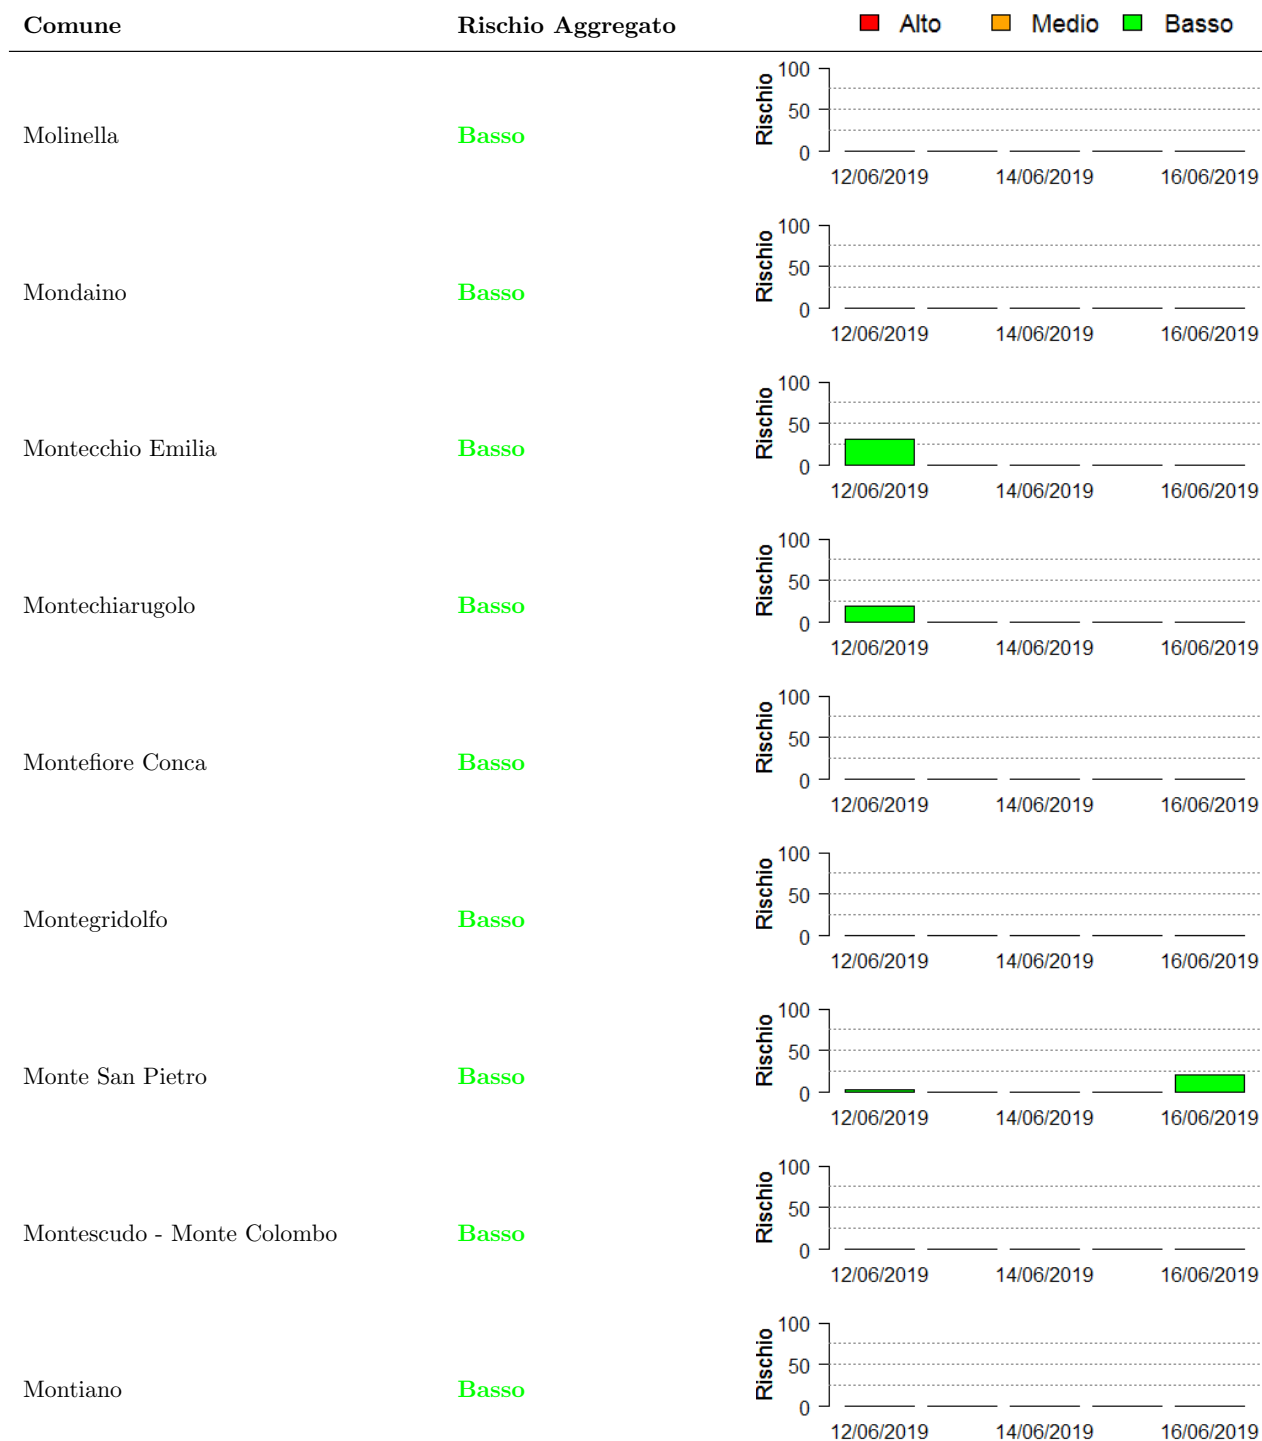 Comune Rischio Aggregato Alto Medio Basso
Molinella Basso
Rischio
100
50
0
12/06/2019 14/06/2019 16/06/2019
Mondaino Basso
Rischio
100
50
0
12/06/2019 14/06/2019 16/06/2019
Montecchio Emilia Basso
Rischio
100
50
0
12/06/2019 14/06/2019 16/06/2019
Montechiarugolo Basso
Rischio
100
50
0
12/06/2019 14/06/2019 16/06/2019
Montefiore Conca Basso
Rischio
100
50
0
12/06/2019 14/06/2019 16/06/2019
Montegridolfo Basso
Rischio
100
50
0
12/06/2019 14/06/2019 16/06/2019
Monte San Pietro Basso
Rischio
100
50
0
12/06/2019 14/06/2019 16/06/2019
Montescudo - Monte Colombo Basso
Rischio
100
50
0
12/06/2019 14/06/2019 16/06/2019
Montiano Basso
Rischio
100
50
0
12/06/2019 14/06/2019 16/06/2019